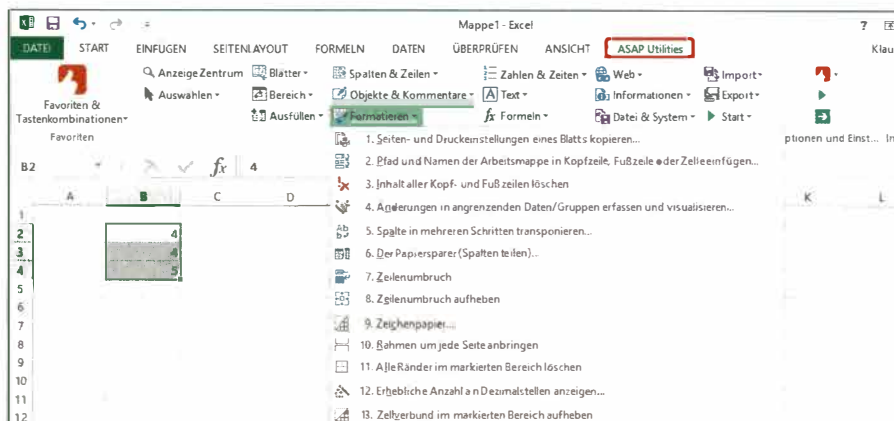 Mappe1 - Excel ?
DATEI START EINFÜGEN SEITENLAYOUT FORMELN DATEN ÜBERPRÜFEN ANSICHT ASAP Utilities Klau
Favoriten & Tastenkombinationen
Favoriten
Anzeige Zentrum Blätter Spalten & Zeilen Zahlen & Zeiten Web Import
Auswählen Bereich Objekte & Kommentare Text Informationen Export
Ausfüllen Formatieren fx Formeln Datei & System Start
ptionen und Einst... In
1. Seiten- und Druckeinstellungen eines Blatts kopieren...
2. Pfad und Namen der Arbeitsmappe in Kopfzeile, Fußzeile oder Zelle einfügen...
3. Inhalt aller Kopf- und Fußzeilen löschen
4. Änderungen in angrenzenden Daten/Gruppen erfassen und visualisieren...
5. Spalte in mehreren Schritten transponieren...
6. Der Papiersparer (Spalten teilen)...
7. Zeilenumbruch
8. Zeilenumbruch aufheben
9. Zeichenpapier...
10. Rahmen um jede Seite anbringen
11. Alle Ränder im markierten Bereich löschen
12. Erhebliche Anzahl an Dezimalstellen anzeigen...
13. Zellverbund im markierten Bereich aufheben
B2 fx 4
A B C D K L
1
2 4
3 4
4 5
5
6
7
8
9
10
11
12